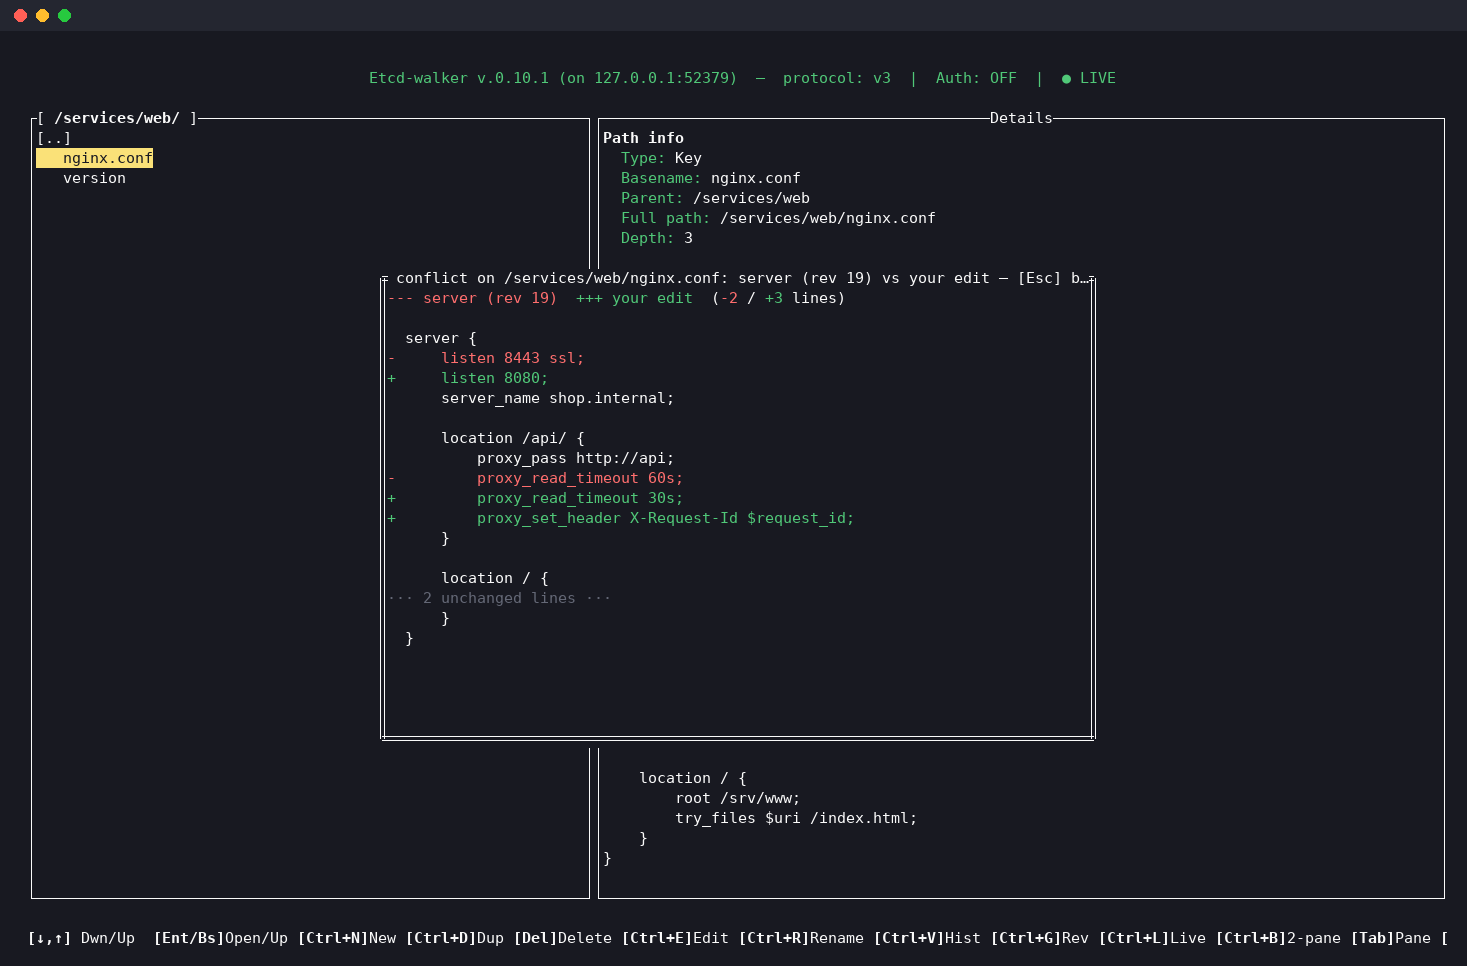 Etcd-walker v.0.10.1 (on 127.0.0.1:52379)  —  protocol: v3  |  Auth: OFF  |  ● LIVE
[ /services/web/ ]
[..]
nginx.conf
version
Details
Path info
Type: Key
Basename: nginx.conf
Parent: /services/web
Full path: /services/web/nginx.conf
Depth: 3
conflict on /services/web/nginx.conf: server (rev 19) vs your edit — [Esc] b…
--- server (rev 19)  +++ your edit  (-2 / +3 lines)
  server {
-     listen 8443 ssl;
+     listen 8080;
      server_name shop.internal;
      location /api/ {
          proxy_pass http://api;
-         proxy_read_timeout 60s;
+         proxy_read_timeout 30s;
+         proxy_set_header X-Request-Id $request_id;
      }
      location / {
··· 2 unchanged lines ···
      }
  }
    location / {
        root /srv/www;
        try_files $uri /index.html;
    }
}
[↓,↑] Dwn/Up  [Ent/Bs]Open/Up [Ctrl+N]New [Ctrl+D]Dup [Del]Delete [Ctrl+E]Edit [Ctrl+R]Rename [Ctrl+V]Hist [Ctrl+G]Rev [Ctrl+L]Live [Ctrl+B]2-pane [Tab]Pane [